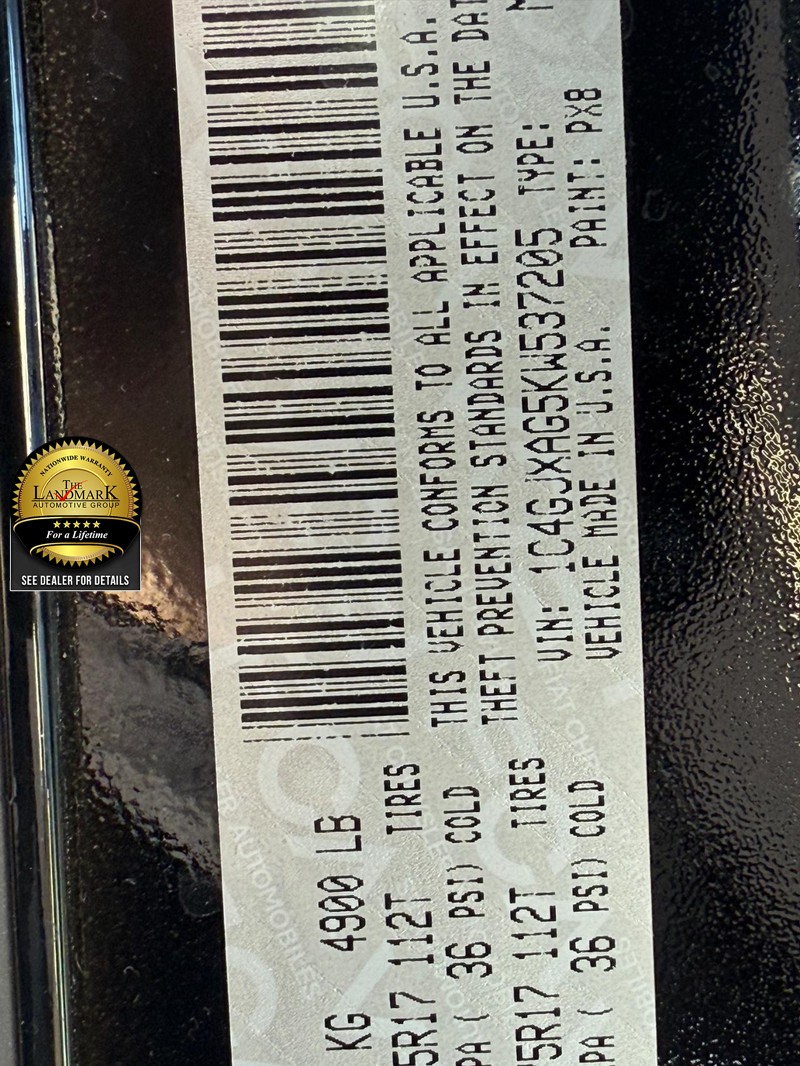 KG 4900 LB
5R17 112T TIRES
PA ( 36 PSI) COLD
5R17 112T TIRES
PA ( 36 PSI) COLD
THIS VEHICLE CONFORMS TO ALL APPLICABLE U.S.A.
THEFT PREVENTION STANDARDS IN EFFECT ON THE DAT
VIN: 1C4GJXAG5KW537205 TYPE:
VEHICLE MADE IN U.S.A. PAINT: PX8
NATIONWIDE WARRANTY
THE
LANDMARK
AUTOMOTIVE GROUP
For a Lifetime
SEE DEALER FOR DETAILS
AUTOMOBILES